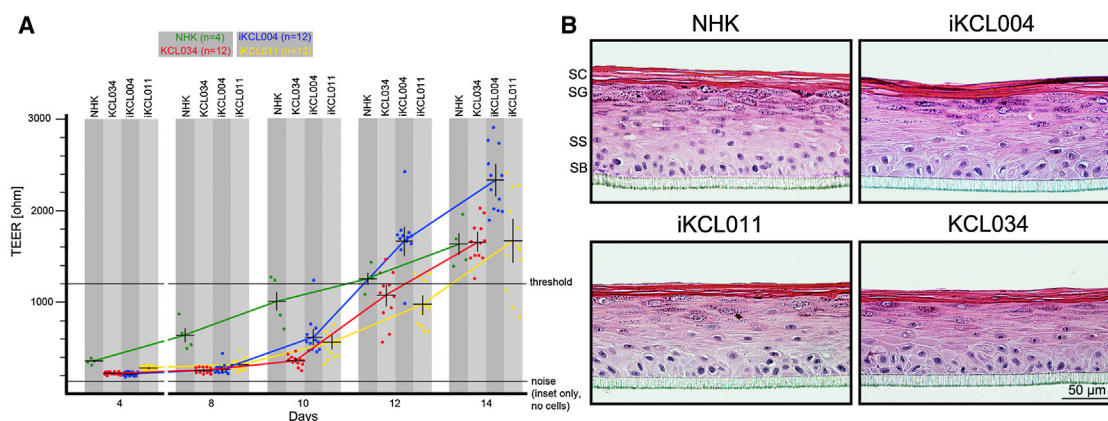 A
NHK (n=4) iKCL004 (n=12)
KCL034 (n=12) iKCL011 (n=12)
NHK KCL034 iKCL004 iKCL011 NHK KCL034 iKCL004 iKCL011 NHK KCL034 iKCL004 iKCL011 NHK KCL034 iKCL004 iKCL011 NHK KCL034 iKCL004 iKCL011
3000
2000
1000
TEER [ohm]
threshold
noise
(inset only,
no cells)
4 8 10 12 14
Days
B
NHK iKCL004
SC
SG
SS
SB
iKCL011 KCL034
50 µm